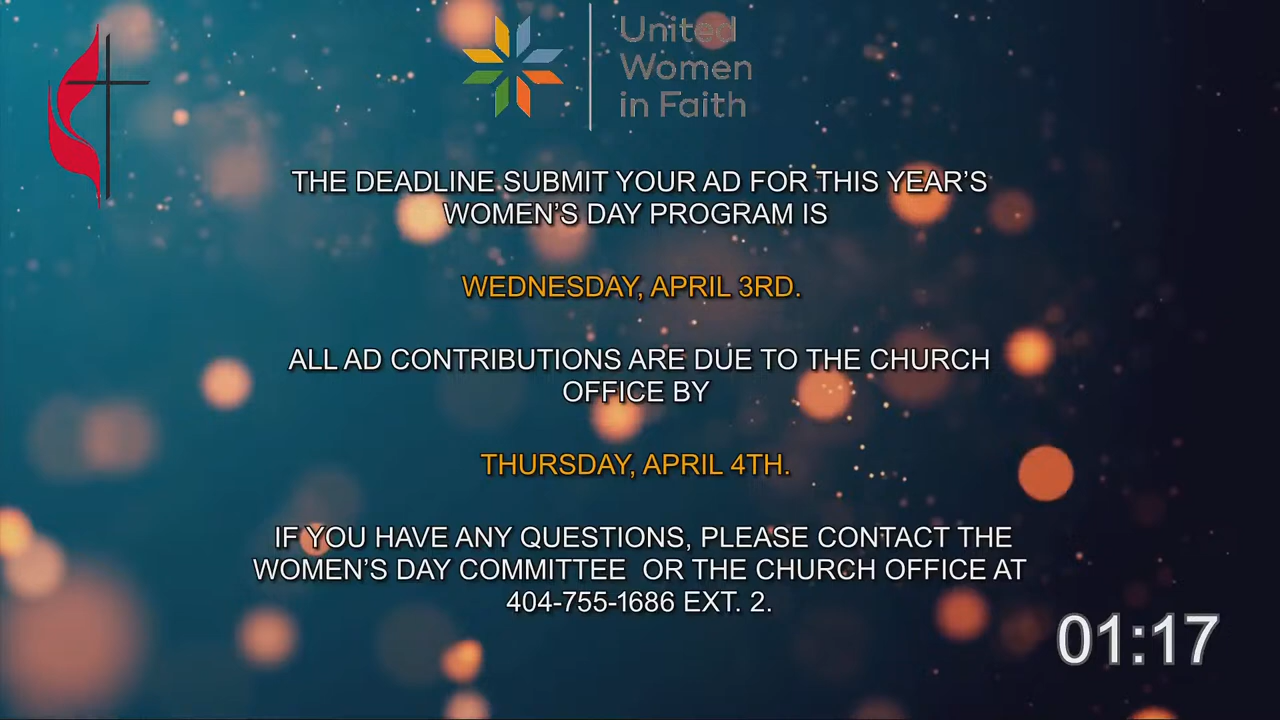 United
Women
in Faith
THE DEADLINE SUBMIT YOUR AD FOR THIS YEAR’S
WOMEN’S DAY PROGRAM IS
WEDNESDAY, APRIL 3RD.
ALL AD CONTRIBUTIONS ARE DUE TO THE CHURCH
OFFICE BY
THURSDAY, APRIL 4TH.
IF YOU HAVE ANY QUESTIONS, PLEASE CONTACT THE
WOMEN’S DAY COMMITTEE  OR THE CHURCH OFFICE AT
404-755-1686 EXT. 2.
01:17